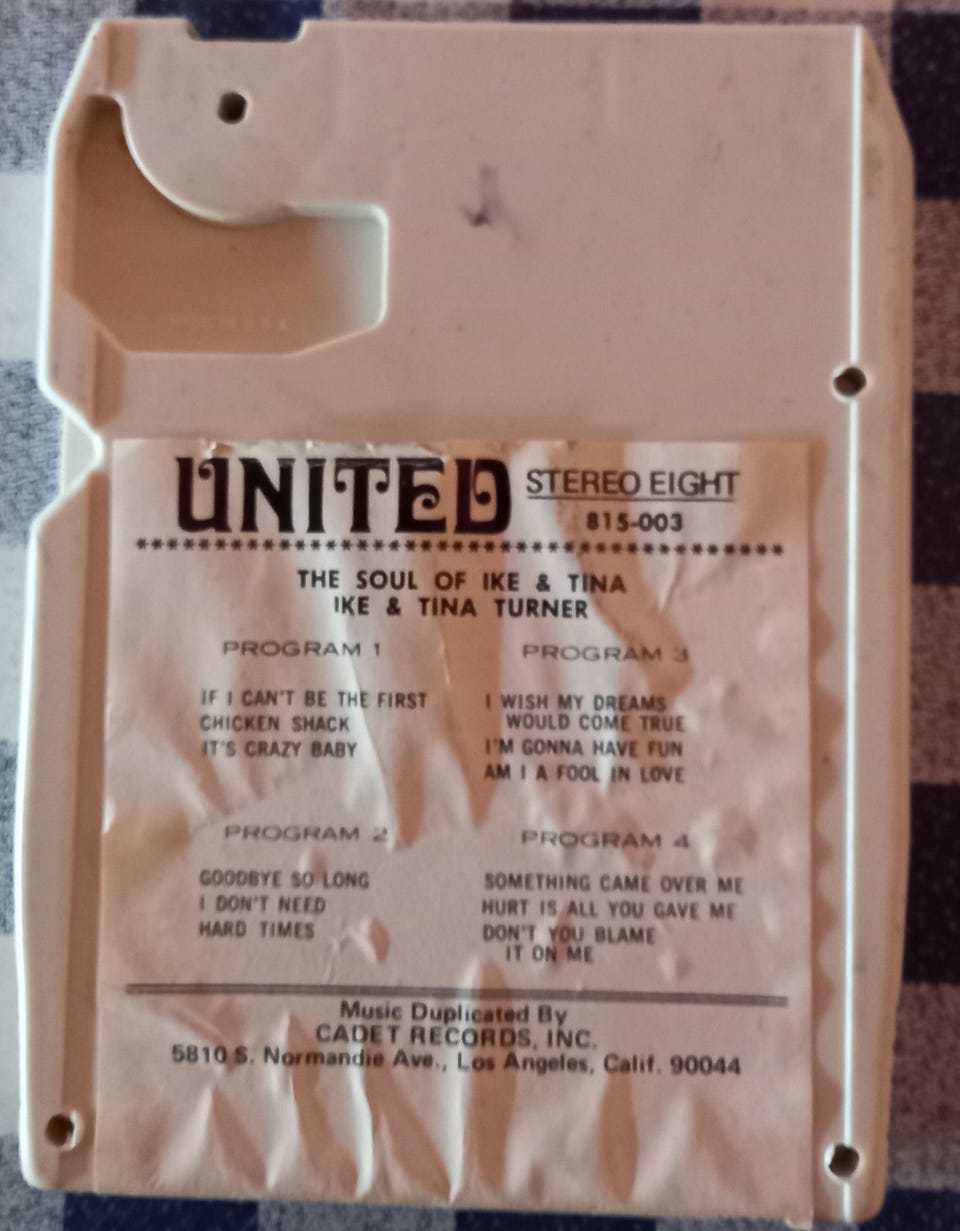 MADE IN U.S.A.
UNITED STEREO EIGHT
815-003
THE SOUL OF IKE & TINA
IKE & TINA TURNER
PROGRAM 1
IF I CAN'T BE THE FIRST
CHICKEN SHACK
IT'S CRAZY BABY
PROGRAM 2
GOODBYE SO LONG
I DON'T NEED
HARD TIMES
PROGRAM 3
I WISH MY DREAMS
WOULD COME TRUE
I'M GONNA HAVE FUN
AM I A FOOL IN LOVE
PROGRAM 4
SOMETHING CAME OVER ME
HURT IS ALL YOU GAVE ME
DON'T YOU BLAME
IT ON ME
Music Duplicated By
CADET RECORDS, INC.
5810 S. Normandie Ave., Los Angeles, Calif. 90044